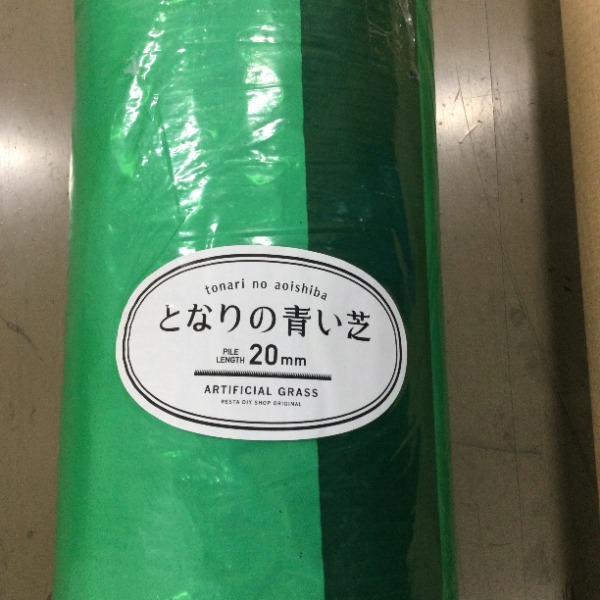 tonari no aoishiba
となりの青い芝
PILE LENGTH 20mm
ARTIFICIAL GRASS
RESTA DIY SHOP ORIGINAL